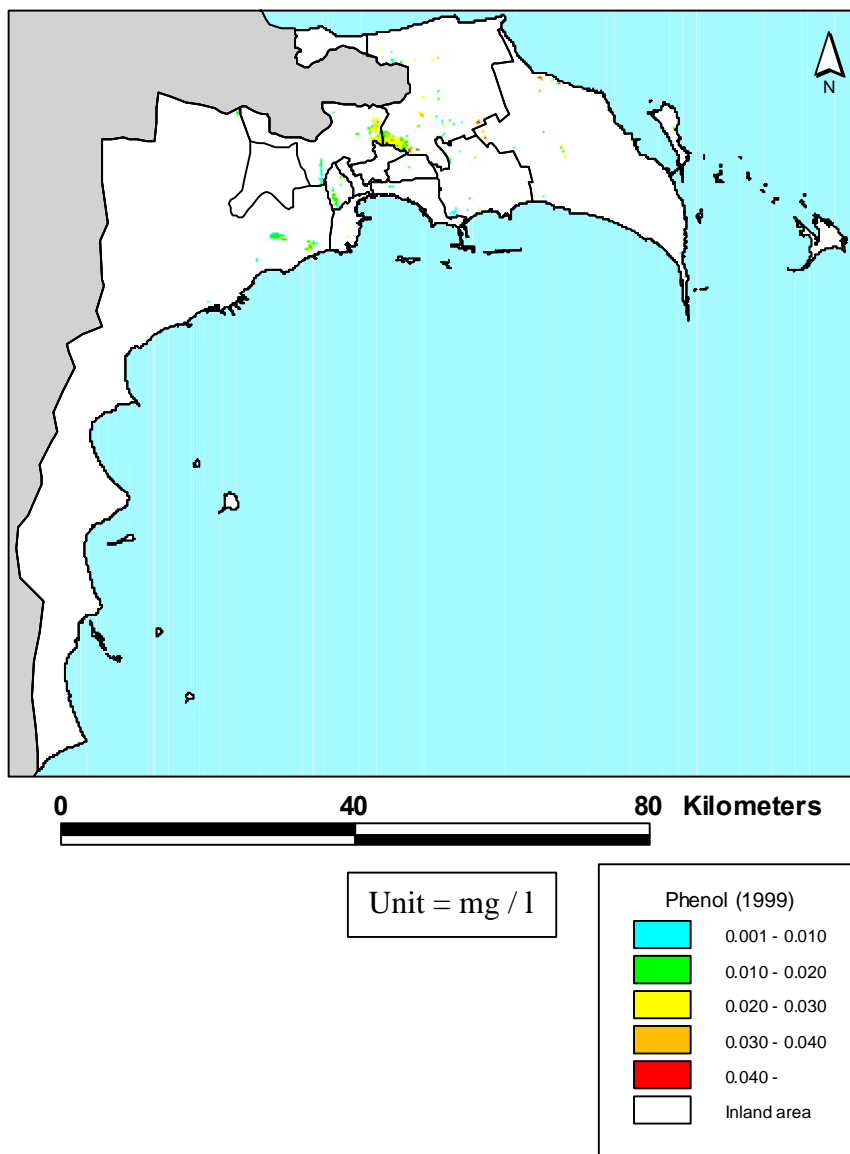 N
0 40 80 Kilometers
Unit = mg / l
Phenol (1999)
0.001 - 0.010
0.010 - 0.020
0.020 - 0.030
0.030 - 0.040
0.040 -
Inland area